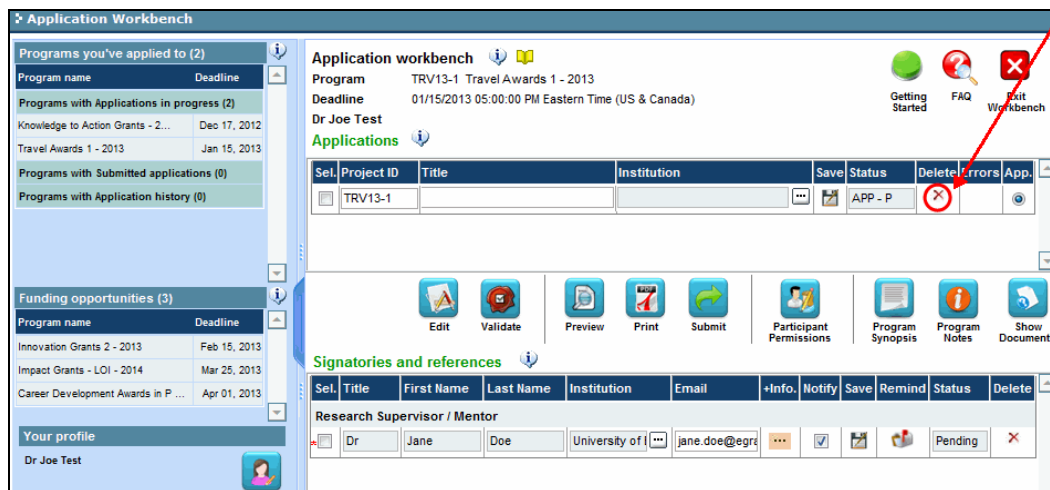 Application Workbench
Programs you've applied to (2)
Program name Deadline
Programs with Applications in progress (2)
Knowledge to Action Grants - 2... Dec 17, 2012
Travel Awards 1 - 2013 Jan 15, 2013
Programs with Submitted applications (0)
Programs with Application history (0)
Funding opportunities (3)
Program name Deadline
Innovation Grants 2 - 2013 Feb 15, 2013
Impact Grants - LOI - 2014 Mar 25, 2013
Career Development Awards in P ... Apr 01, 2013
Your profile
Dr Joe Test
Application workbench
Program TRV13-1 Travel Awards 1 - 2013
Deadline 01/15/2013 05:00:00 PM Eastern Time (US & Canada)
Dr Joe Test
Getting Started
FAQ
Exit Workbench
Applications
Sel. Project ID Title Institution Save Status Delete Errors App.
TRV13-1 ... APP - P
Edit
Validate
Preview
PDF
Print
Submit
Participant Permissions
Program Synopsis
Program Notes
Show Document
Signatories and references
Sel. Title First Name Last Name Institution Email +Info. Notify Save Remind Status Delete
Research Supervisor / Mentor
Dr Jane Doe University of ... jane.doe@egra ... Pending